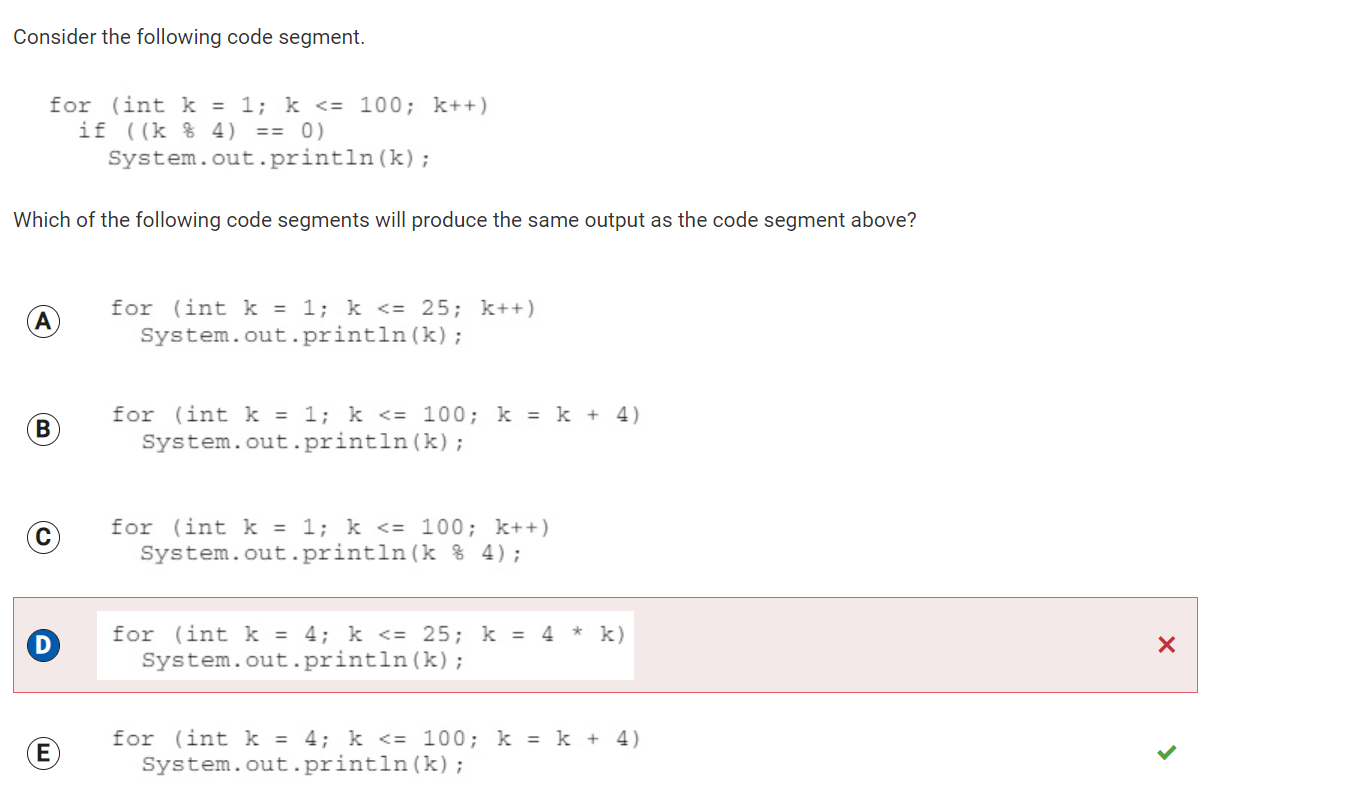 Consider the following code segment.
for (int k = 1; k <= 100; k++)
if ((k % 4) == 0)
System.out.println(k);
Which of the following code segments will produce the same output as the code segment above?
A
for (int k = 1; k <= 25; k++)
System.out.println(k);
B
for (int k = 1; k <= 100; k = k + 4)
System.out.println(k);
C
for (int k = 1; k <= 100; k++)
System.out.println(k % 4);
D
for (int k = 4; k <= 25; k = 4 * k)
System.out.println(k);
E
for (int k = 4; k <= 100; k = k + 4)
System.out.println(k);